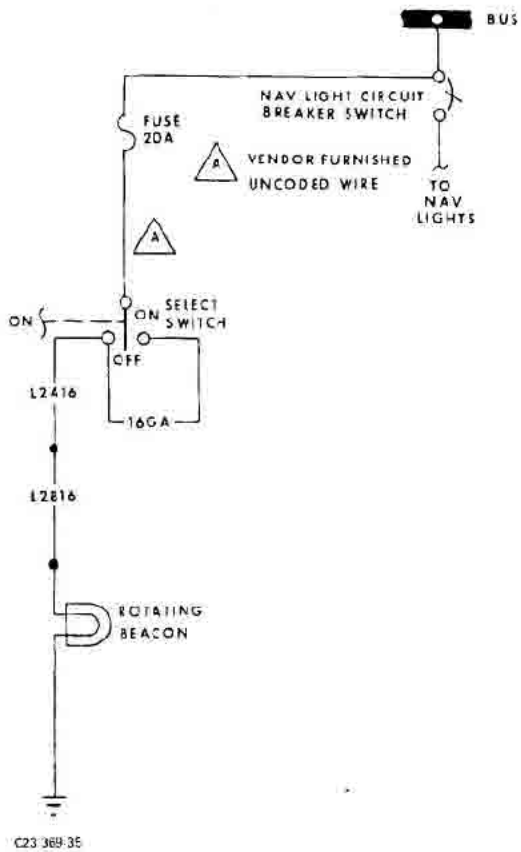 BUS
NAV LIGHT CIRCUIT
BREAKER SWITCH
FUSE
20A
A
VENDOR FURNISHED
UNCODED WIRE
TO
NAV
LIGHTS
A
ON
ON
SELECT
SWITCH
OFF
L2416
16GA
L2816
ROTATING
BEACON
C23 369-35